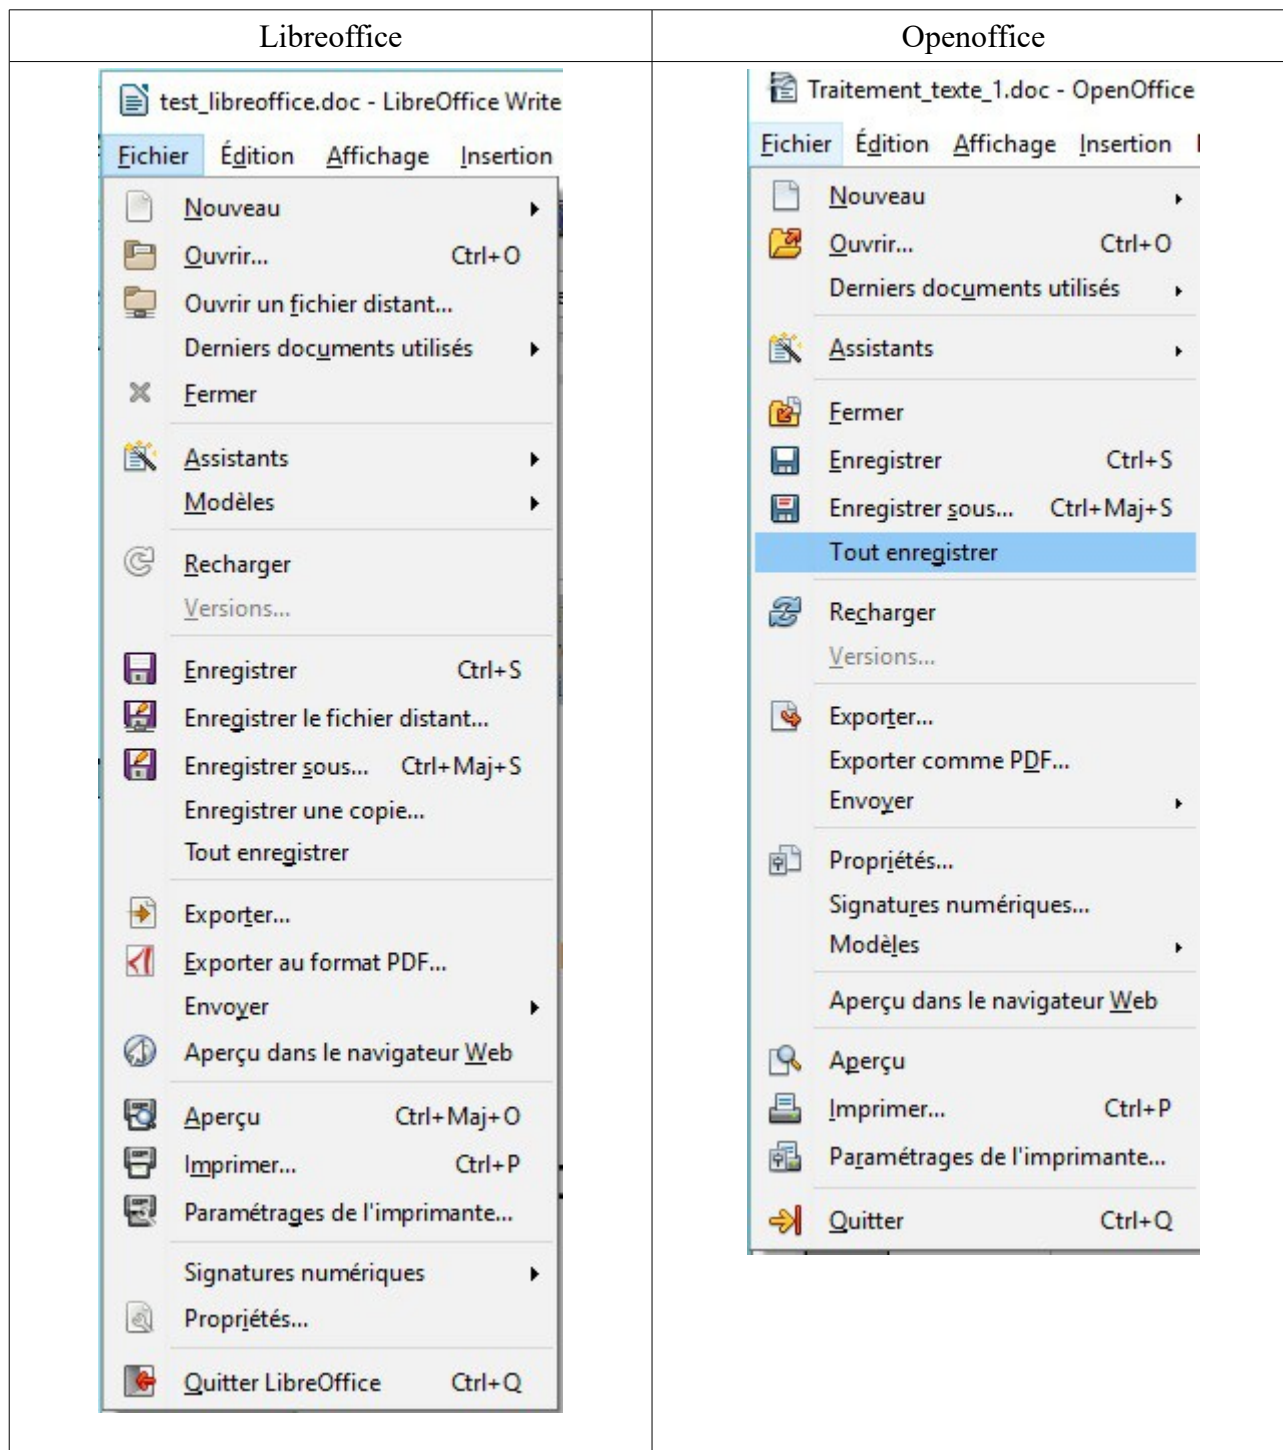 Libreoffice
test_libreoffice.doc - LibreOffice Write
Fichier Édition Affichage Insertion
Nouveau
Ouvrir... Ctrl+O
Ouvrir un fichier distant...
Derniers documents utilisés
Fermer
Assistants
Modèles
Recharger
Versions...
Enregistrer Ctrl+S
Enregistrer le fichier distant...
Enregistrer sous... Ctrl+Maj+S
Enregistrer une copie...
Tout enregistrer
Exporter...
Exporter au format PDF...
Envoyer
Aperçu dans le navigateur Web
Aperçu Ctrl+Maj+O
Imprimer... Ctrl+P
Paramétrages de l'imprimante...
Signatures numériques
Propriétés...
Quitter LibreOffice Ctrl+Q
Openoffice
Traitement_texte_1.doc - OpenOffice
Fichier Édition Affichage Insertion
Nouveau
Ouvrir... Ctrl+O
Derniers documents utilisés
Assistants
Fermer
Enregistrer Ctrl+S
Enregistrer sous... Ctrl+Maj+S
Tout enregistrer
Recharger
Versions...
Exporter...
Exporter comme PDF...
Envoyer
Propriétés...
Signatures numériques...
Modèles
Aperçu dans le navigateur Web
Aperçu
Imprimer... Ctrl+P
Paramétrages de l'imprimante...
Quitter Ctrl+Q